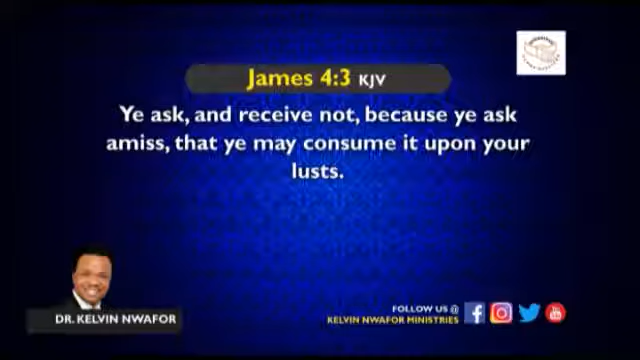 James 4:3 KJV
Ye ask, and receive not, because ye ask
amiss, that ye may consume it upon your
lusts.
DR. KELVIN NWAFOR
FOLLOW US @
KELVIN NWAFOR MINISTRIES